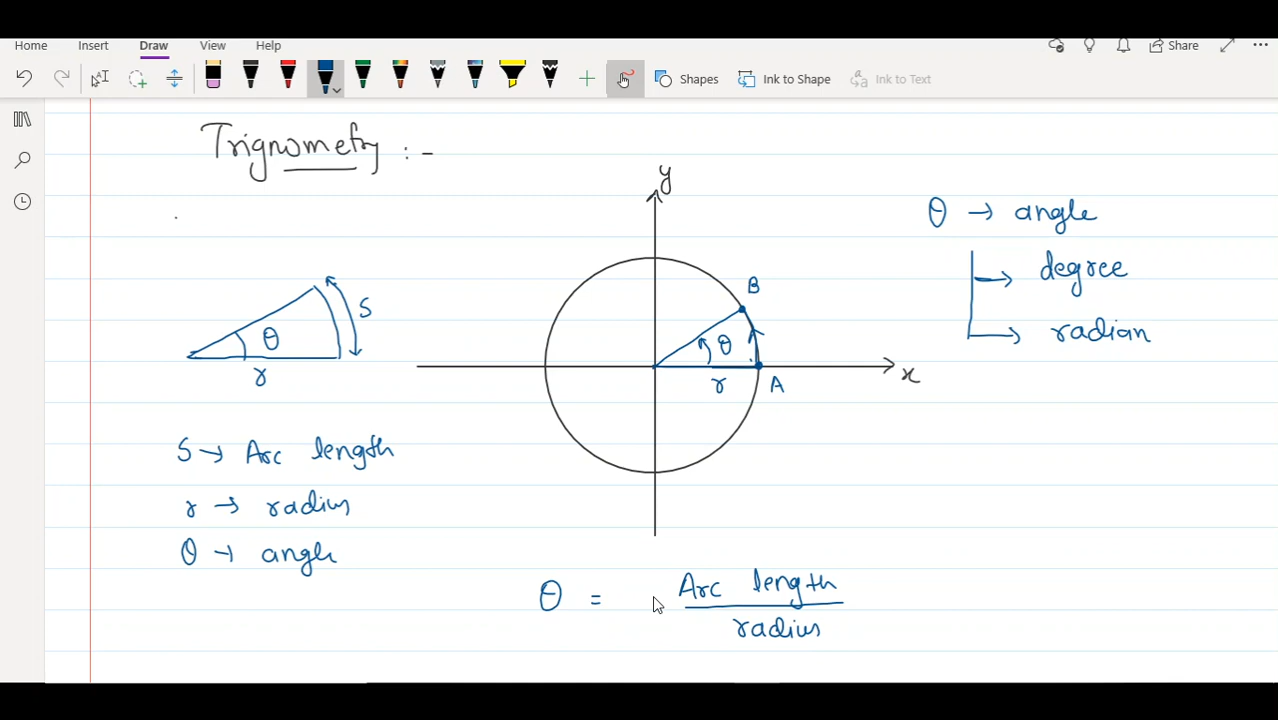 Home Insert Draw View Help
Share
Shapes Ink to Shape Ink to Text
Trignometry :-
y
θ → angle
→ degree
→ radian
B
S
θ
r
θ
r
A
x
S → Arc length
r → radius
θ → angle
θ = Arc length
radius